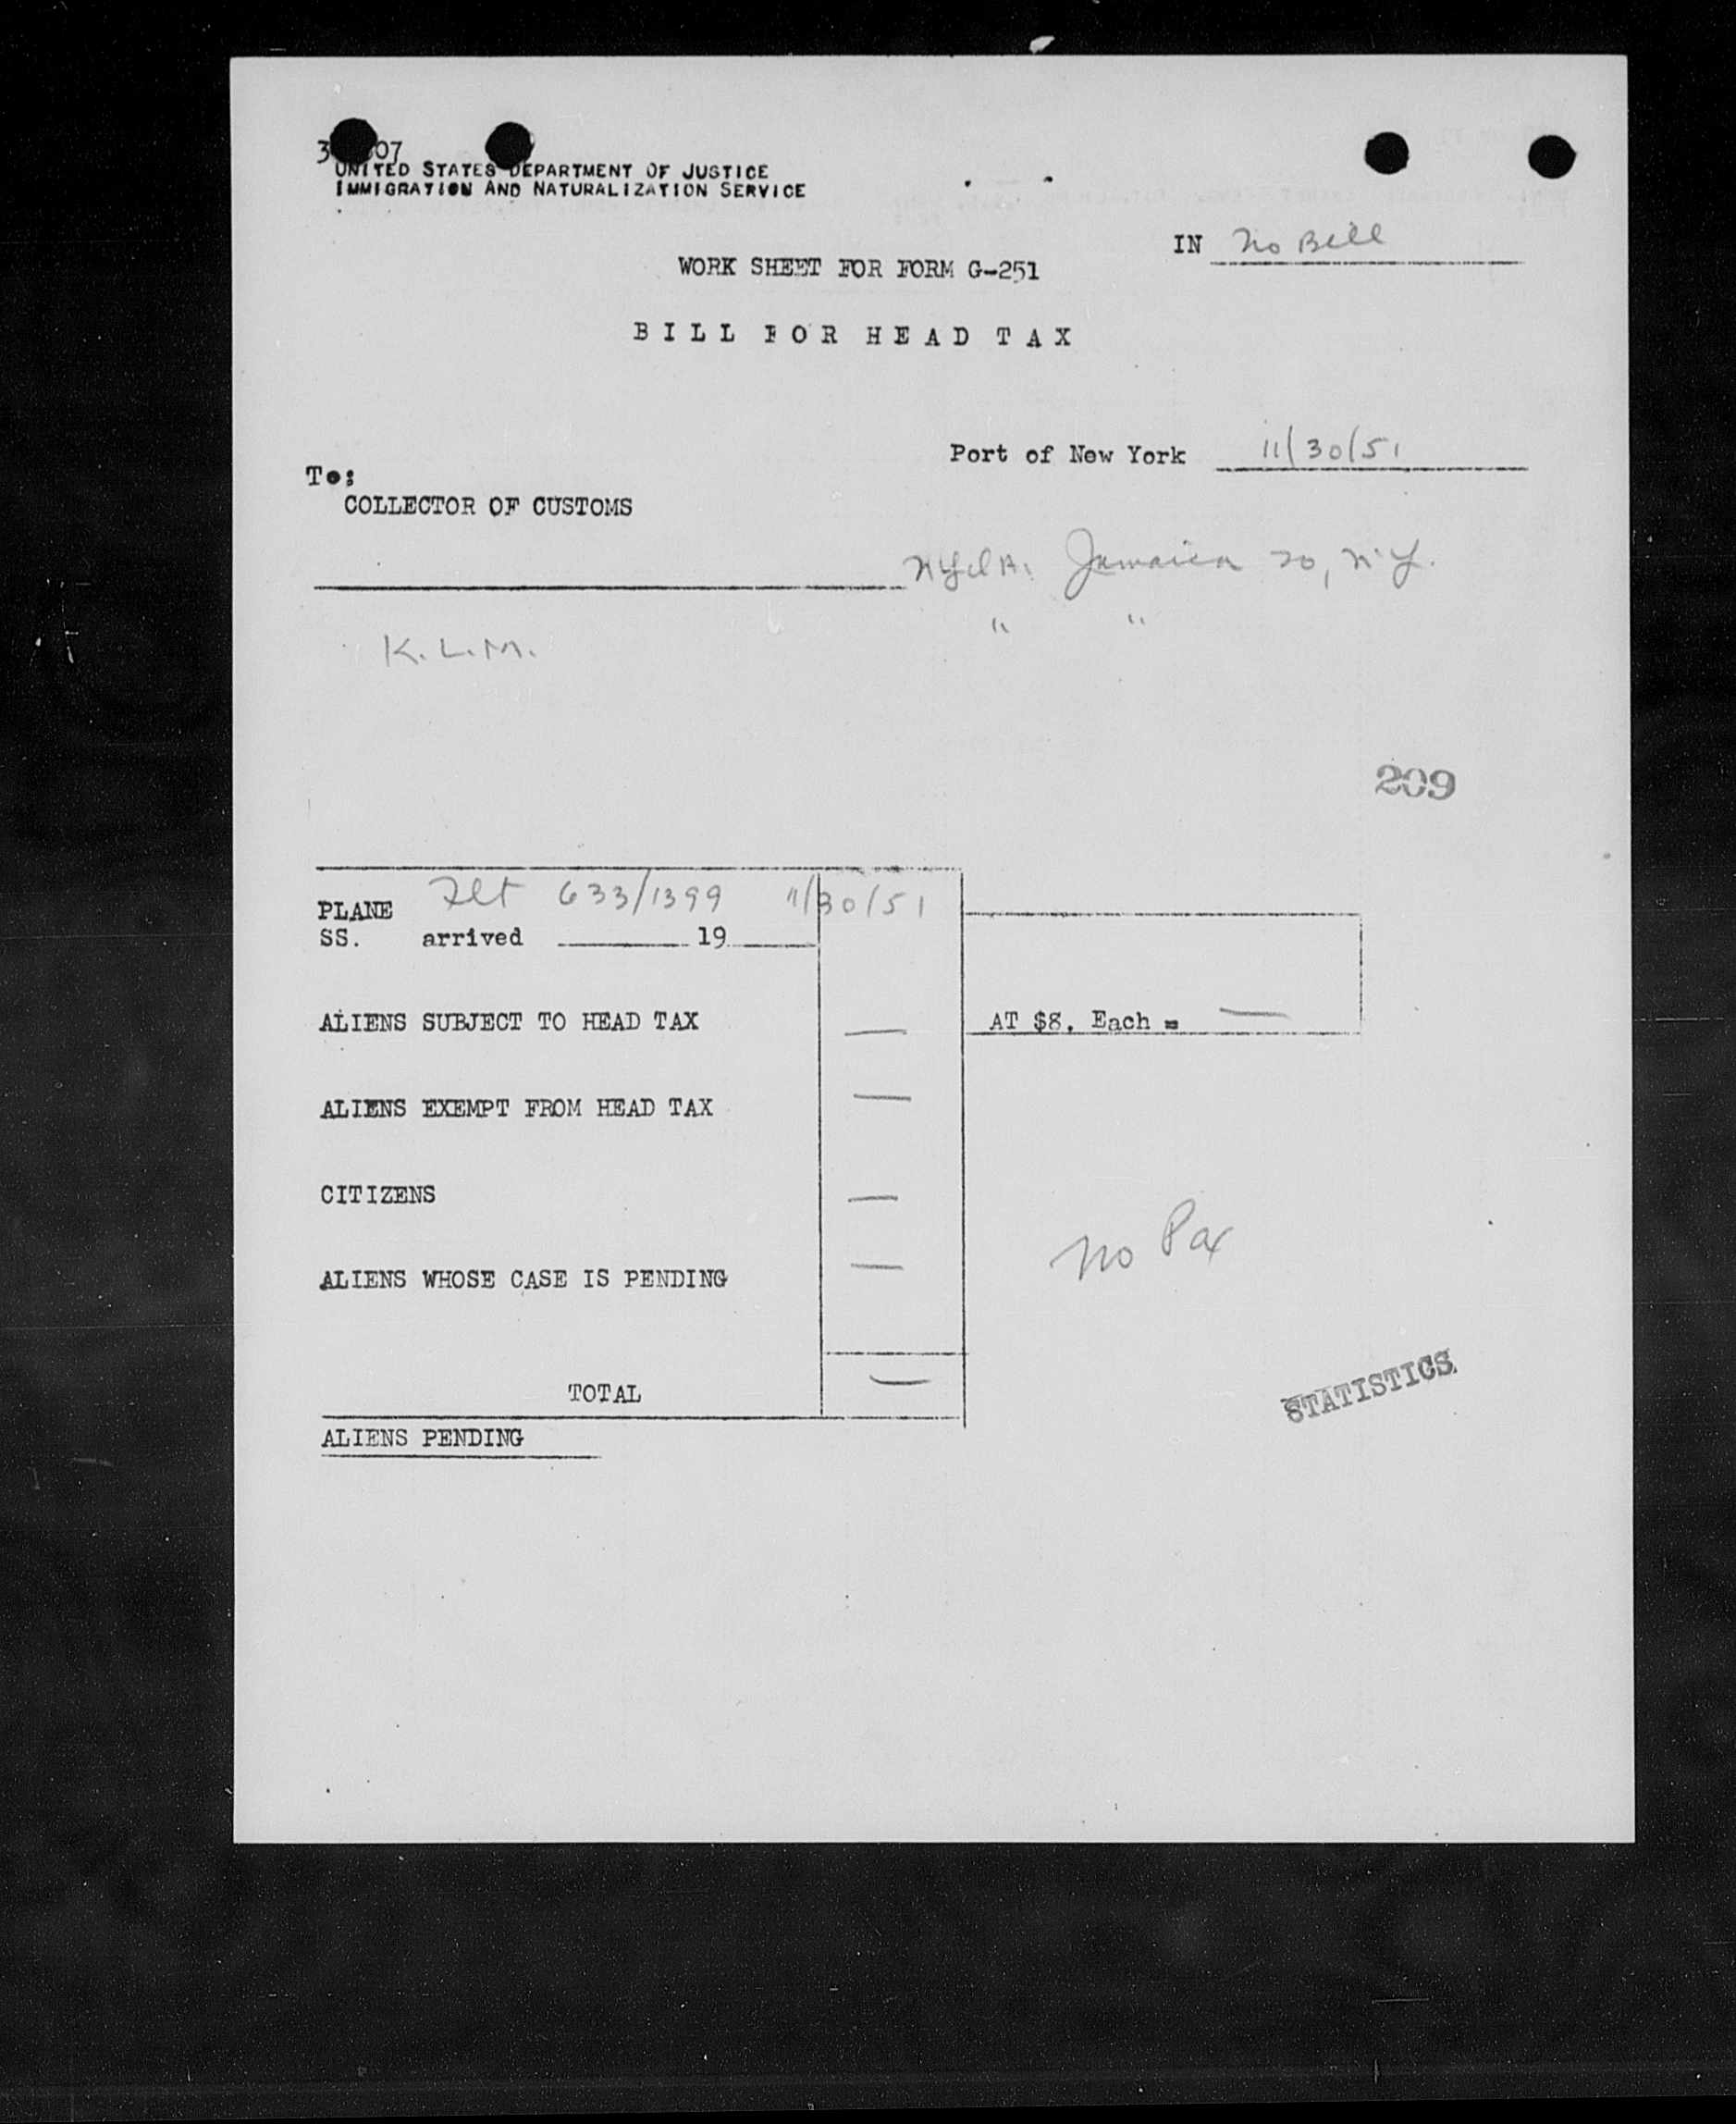 UNITED STATES DEPARTMENT OF JUSTICE
IMMIGRATION AND NATURALIZATION SERVICE
IN No Bill
WORK SHEET FOR FORM G-251
BILL FOR HEAD TAX
Port of New York 11/30/51
To:
COLLECTOR OF CUSTOMS
Jamaica 20, N.Y.
" "
K.L.M.
209
PLANE Flt 633/1399 11/30/51
SS. arrived 19
ALIENS SUBJECT TO HEAD TAX — AT $8. Each = —
ALIENS EXEMPT FROM HEAD TAX —
CITIZENS —
No Pax
ALIENS WHOSE CASE IS PENDING —
STATISTICS
TOTAL —
ALIENS PENDING